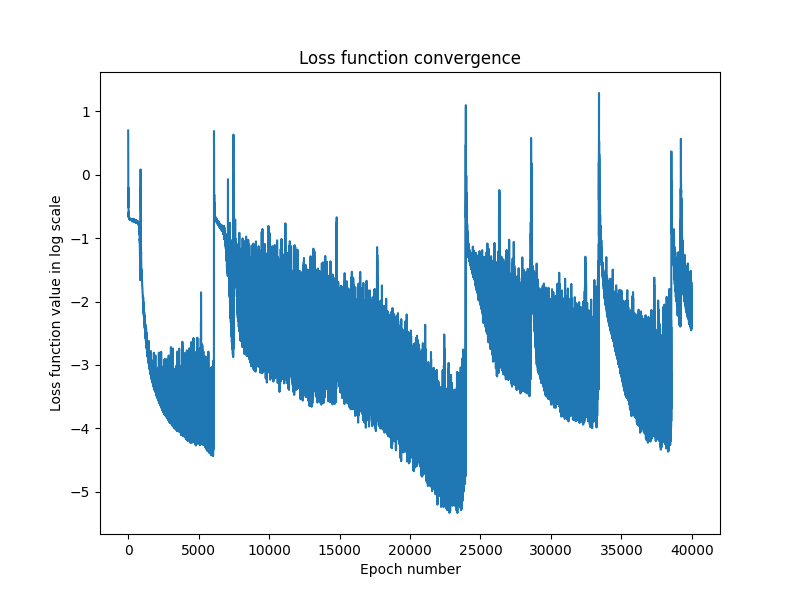 Loss function convergence
1
0
−1
−2
−3
−4
−5
Loss function value in log scale
0 5000 10000 15000 20000 25000 30000 35000 40000
Epoch number